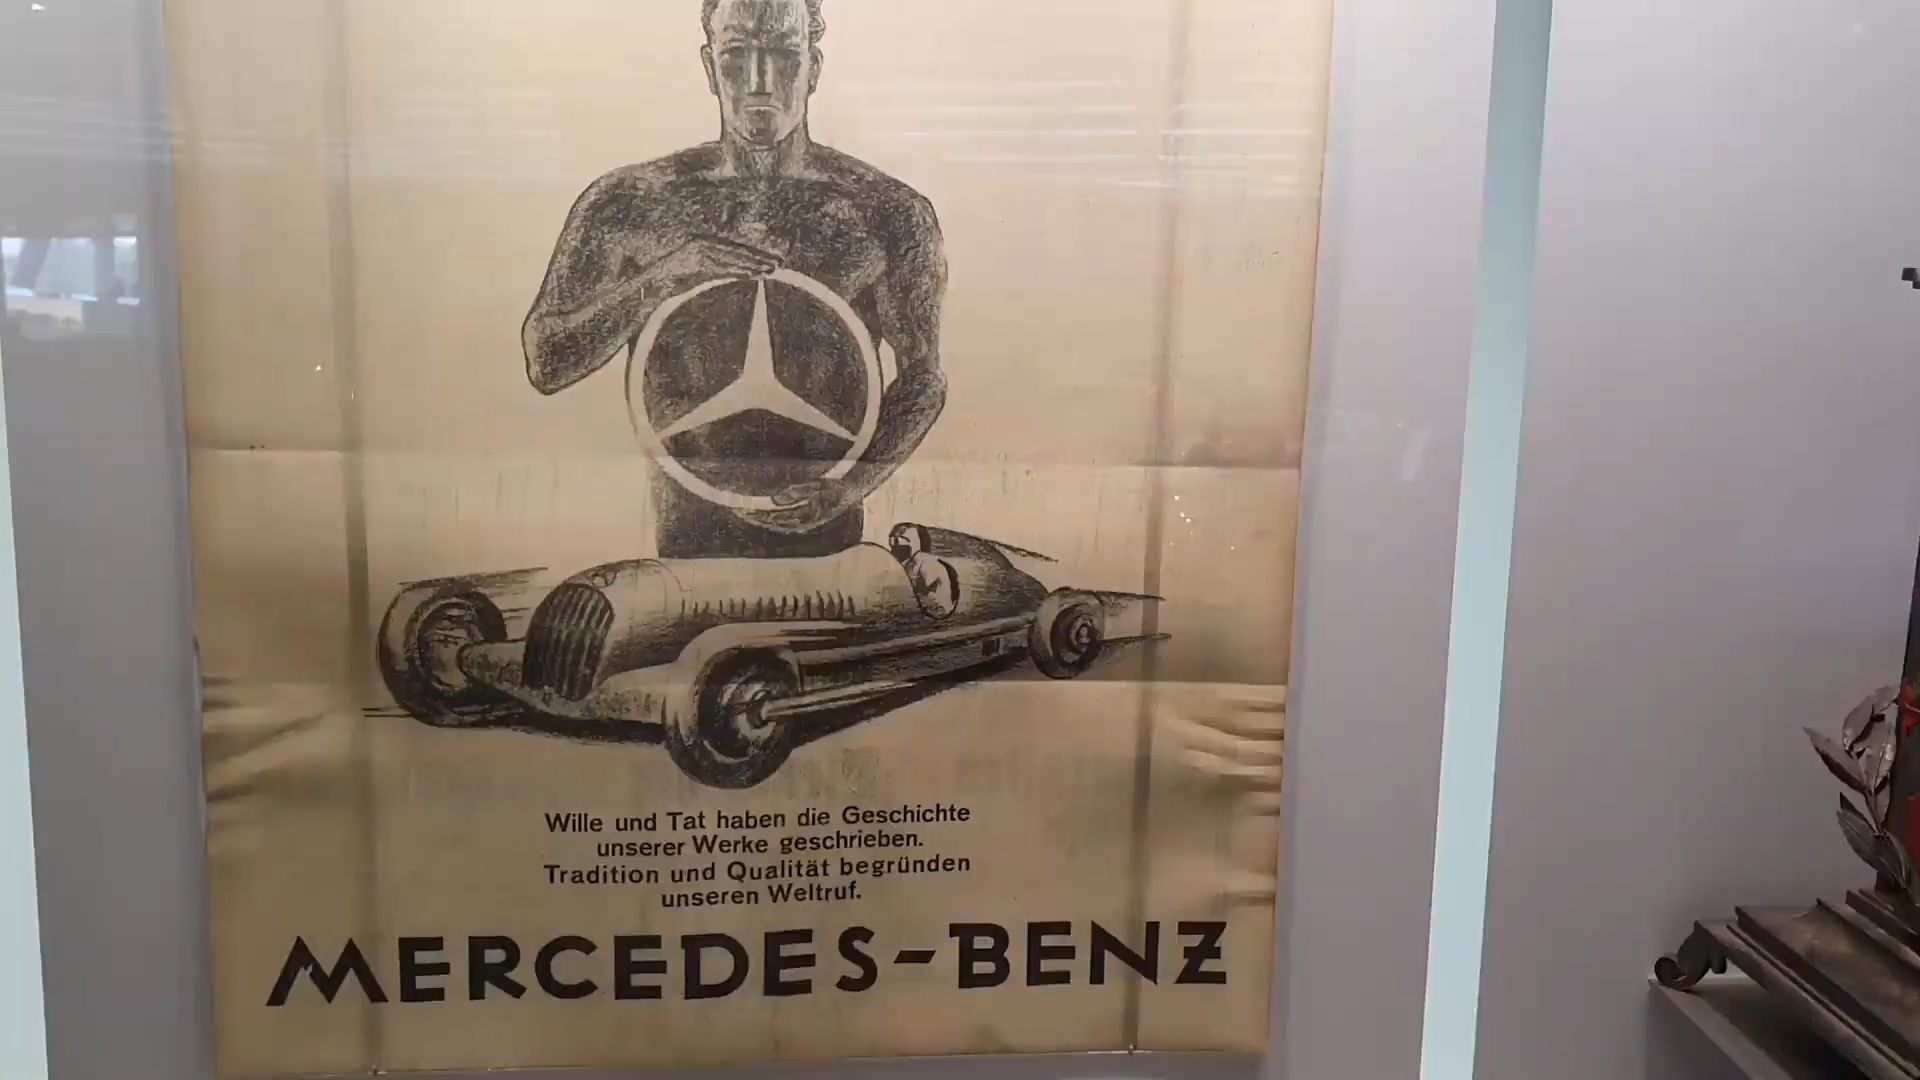 Wille und Tat haben die Geschichte
unserer Werke geschrieben.
Tradition und Qualität begründen
unseren Weltruf.
MERCEDES-BENZ